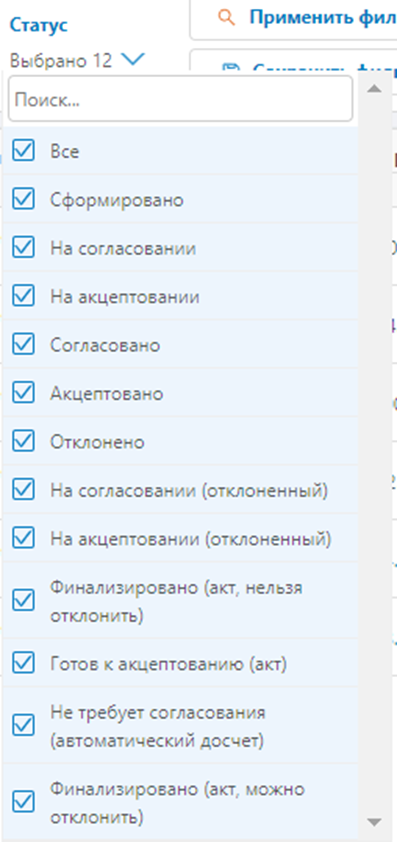 Статус
Применить фил
Выбрано 12
Поиск...
Все
Сформировано
На согласовании
На акцептовании
Согласовано
Акцептовано
Отклонено
На согласовании (отклоненный)
На акцептовании (отклоненный)
Финализировано (акт, нельзя
отклонить)
Готов к акцептованию (акт)
Не требует согласования
(автоматический досчет)
Финализировано (акт, можно
отклонить)